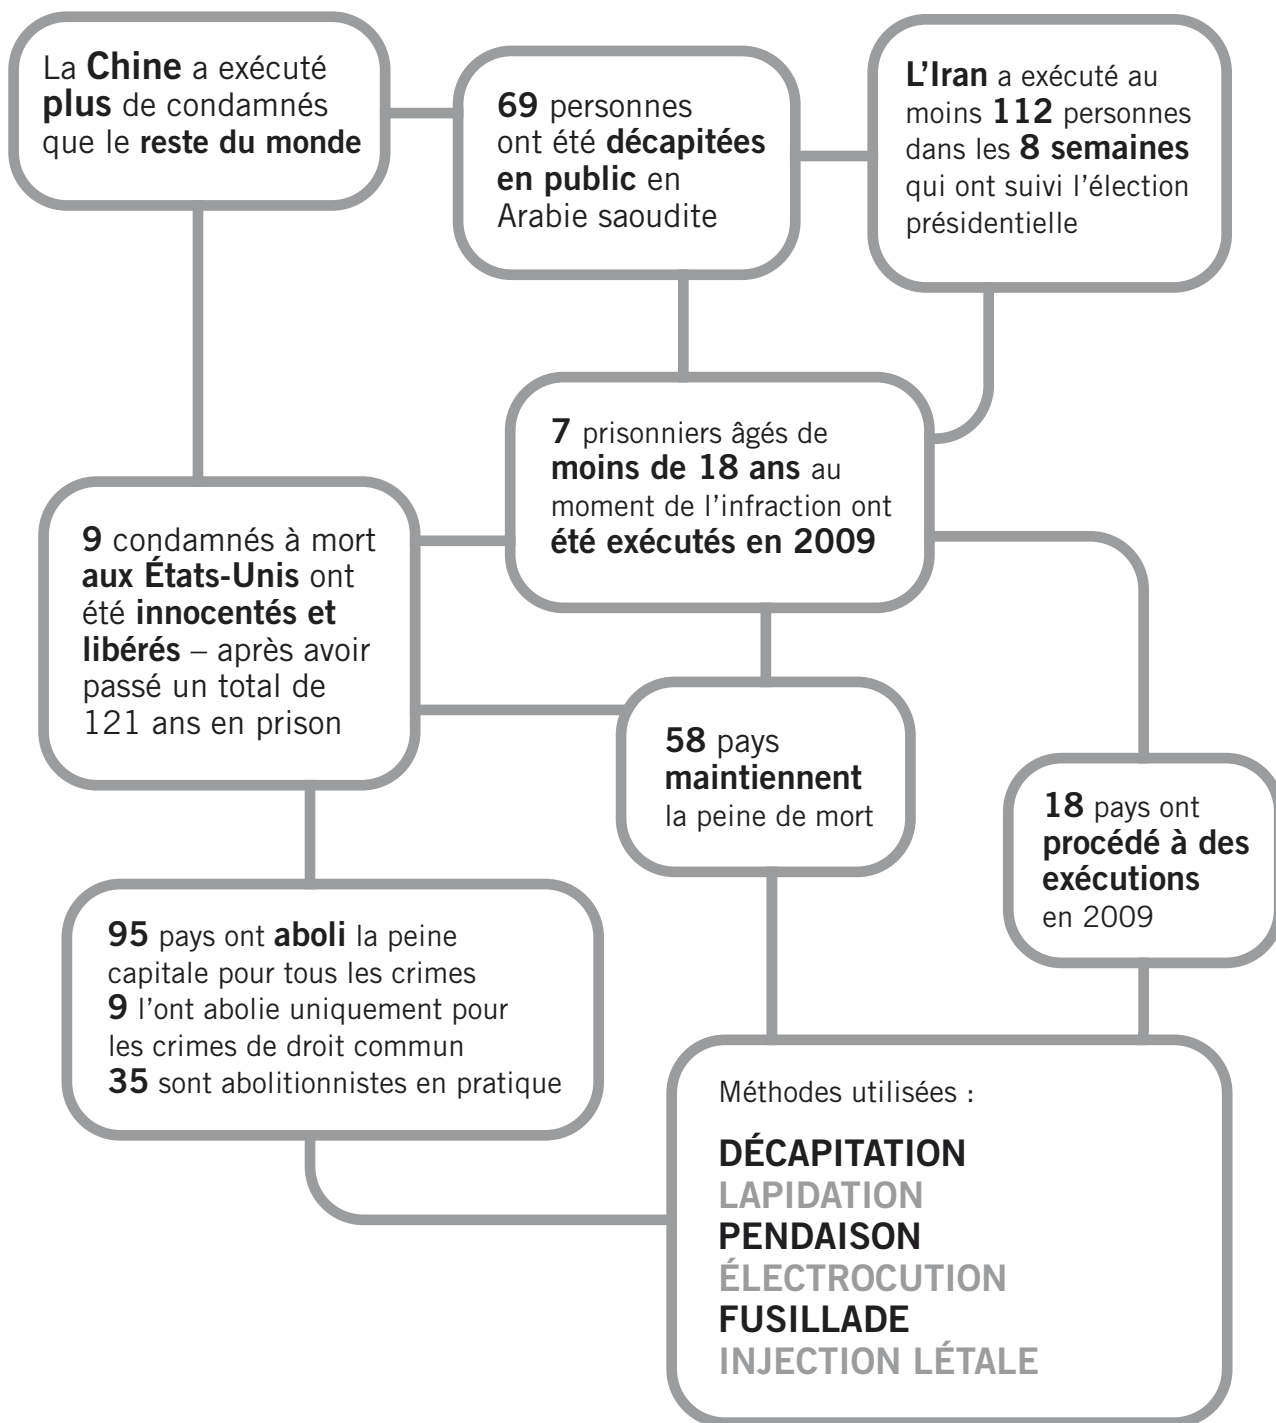 La Chine a exécuté
plus de condamnés
que le reste du monde
69 personnes
ont été décapitées
en public en
Arabie saoudite
L'Iran a exécuté au
moins 112 personnes
dans les 8 semaines
qui ont suivi l'élection
présidentielle
7 prisonniers âgés de
moins de 18 ans au
moment de l'infraction ont
été exécutés en 2009
9 condamnés à mort
aux États-Unis ont
été innocentés et
libérés – après avoir
passé un total de
121 ans en prison
58 pays
maintiennent
la peine de mort
18 pays ont
procédé à des
exécutions
en 2009
95 pays ont aboli la peine
capitale pour tous les crimes
9 l'ont abolie uniquement pour
les crimes de droit commun
35 sont abolitionnistes en pratique
Méthodes utilisées :
DÉCAPITATION
LAPIDATION
PENDAISON
ÉLECTROCUTION
FUSILLADE
INJECTION LÉTALE